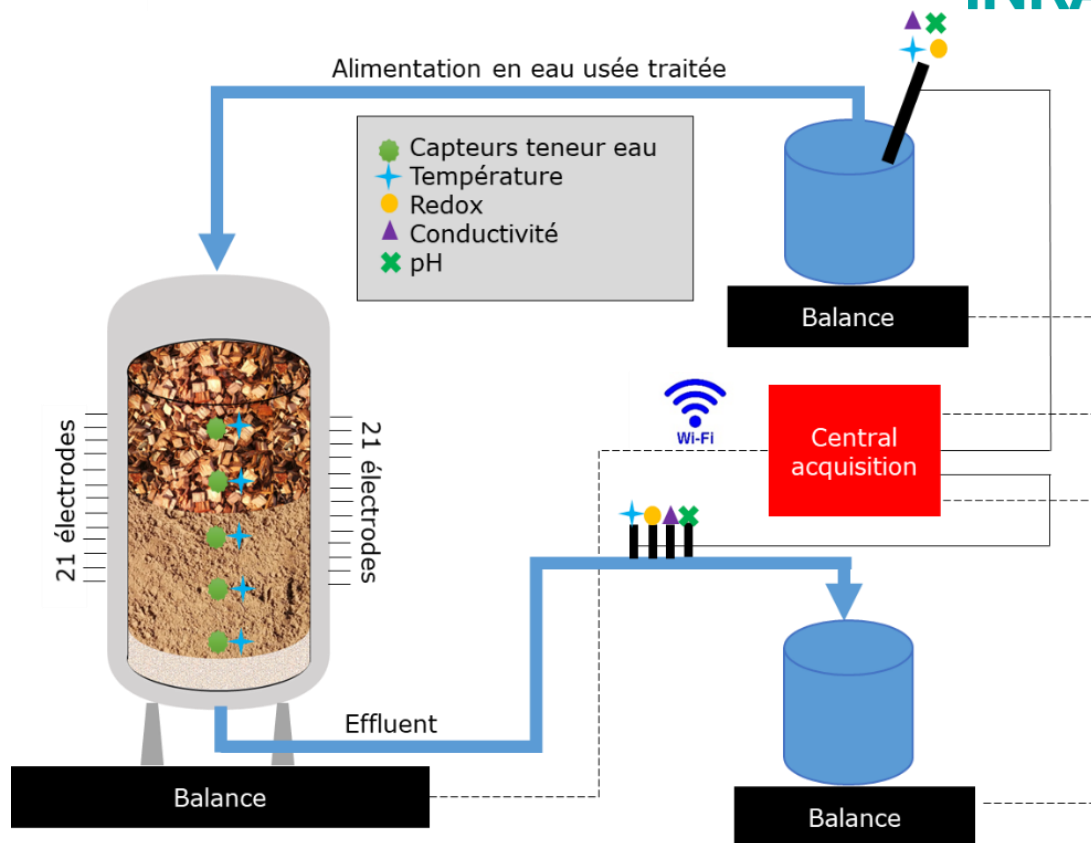 Alimentation en eau usée traitée
Capteurs teneur eau
Température
Redox
Conductivité
pH
Balance
Wi-Fi
Central
acquisition
21 électrodes
21 électrodes
Effluent
Balance
Balance